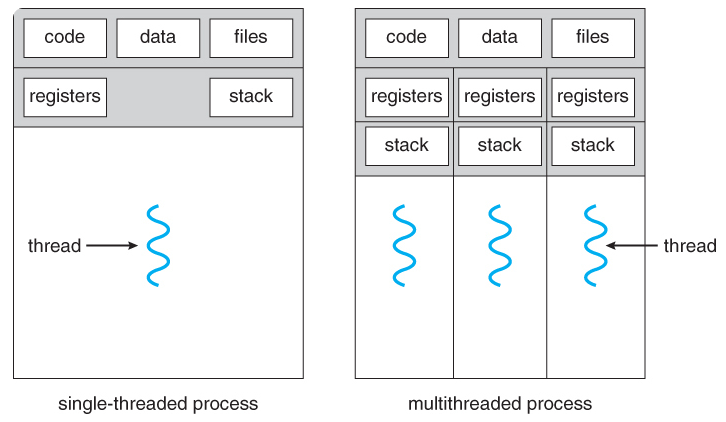 code data files
registers stack
thread
single-threaded process
code data files
registers registers registers
stack stack stack
thread
multithreaded process